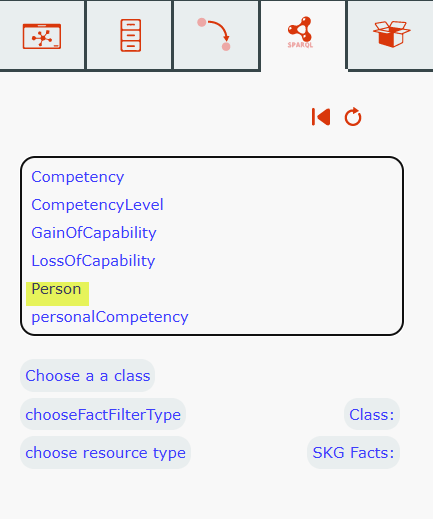 SPARQL
Competency
CompetencyLevel
GainOfCapability
LossOfCapability
Person
personalCompetency
Choose a a class
chooseFactFilterType
Class:
choose resource type
SKG Facts: